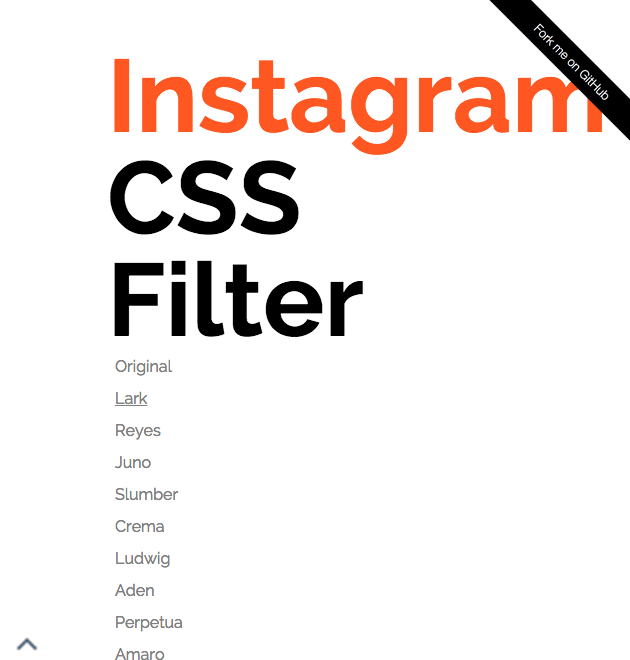 Fork me on GitHub
Instagram
CSS
Filter
Original
Lark
Reyes
Juno
Slumber
Crema
Ludwig
Aden
Perpetua
Amaro